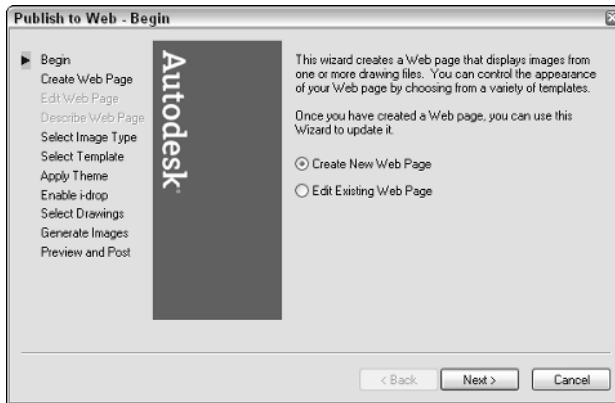 Publish to Web - Begin
Begin
Create Web Page
Edit Web Page
Describe Web Page
Select Image Type
Select Template
Apply Theme
Enable i-drop
Select Drawings
Generate Images
Preview and Post
Autodesk
This wizard creates a Web page that displays images from
one or more drawing files. You can control the appearance
of your Web page by choosing from a variety of templates.
Once you have created a Web page, you can use this
Wizard to update it.
Create New Web Page
Edit Existing Web Page
< Back
Next >
Cancel